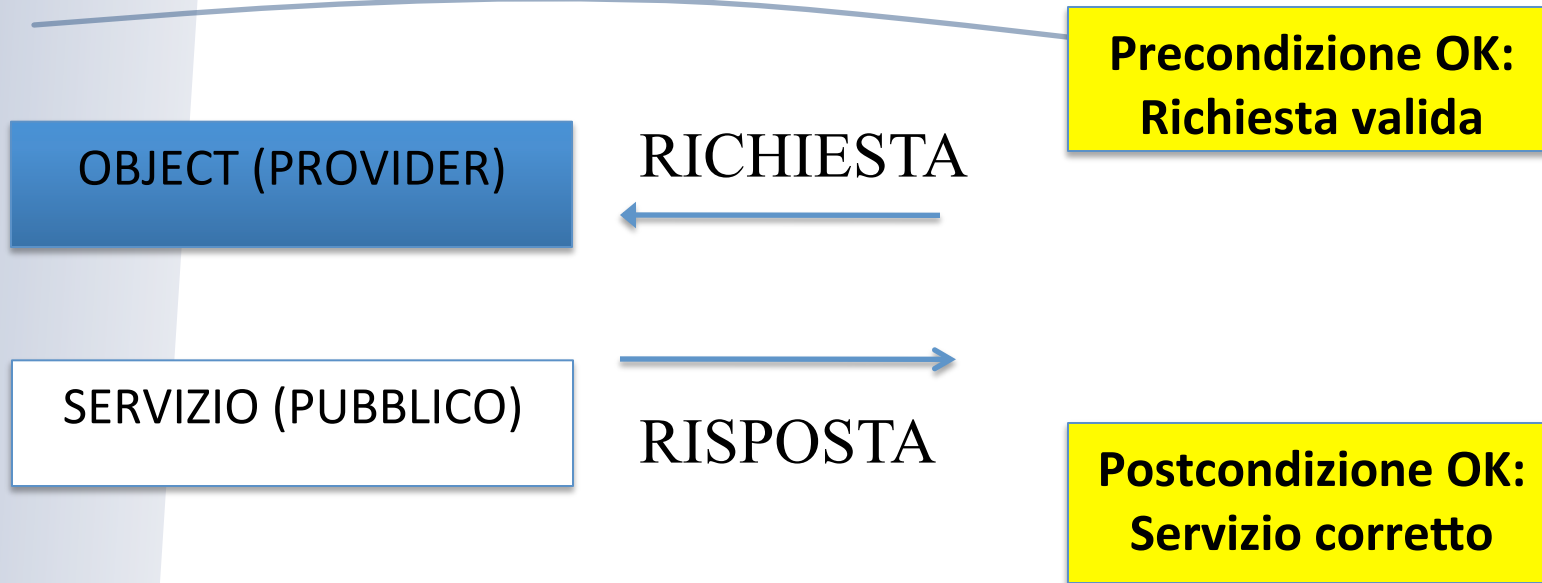 Precondizione OK:
Richiesta valida
OBJECT (PROVIDER)
RICHIESTA
SERVIZIO (PUBBLICO)
RISPOSTA
Postcondizione OK:
Servizio corretto